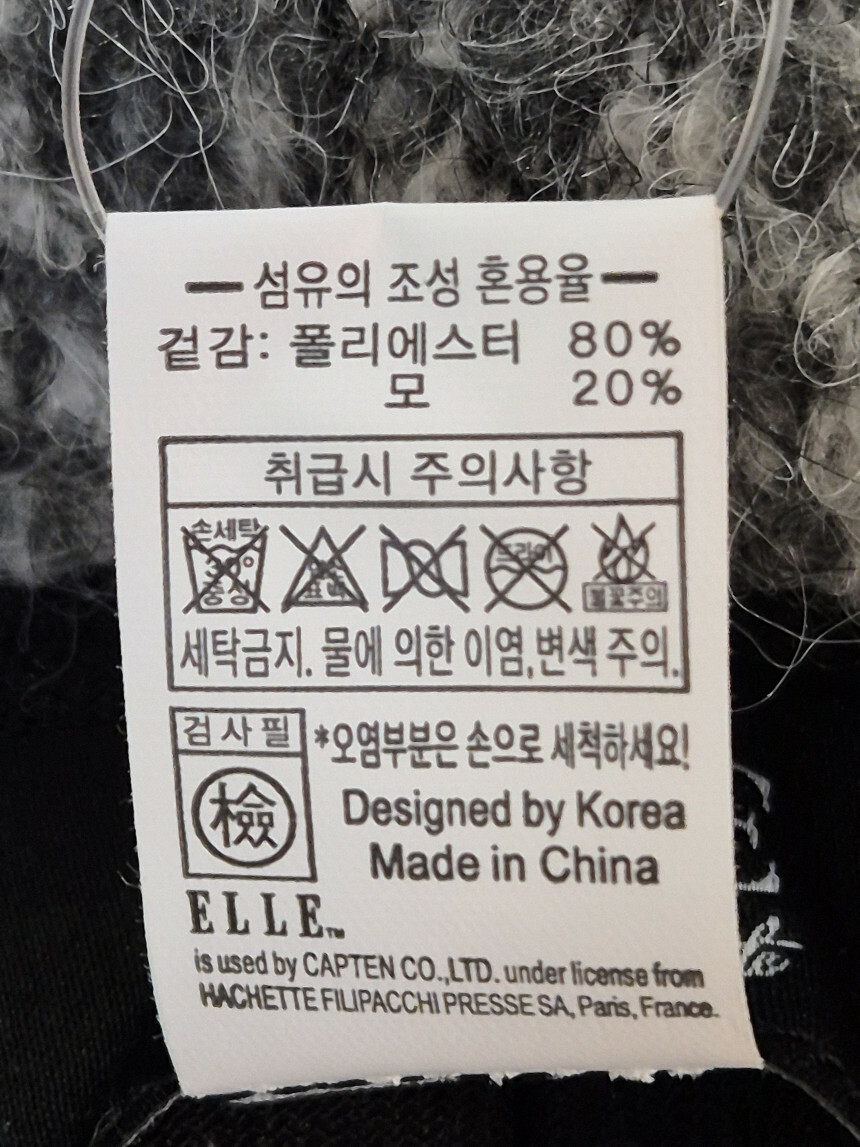 섬유의 조성 혼용율
겉감: 폴리에스터 80%
모 20%
취급시 주의사항
손세탁
30°
중성
표백
드라이
불꽃주의
세탁금지. 물에 의한 이염,변색 주의.
검사필
檢
*오염부분은 손으로 세척하세요!
Designed by Korea
Made in China
ELLE™
is used by CAPTEN CO.,LTD. under license from
HACHETTE FILIPACCHI PRESSE SA, Paris, France.